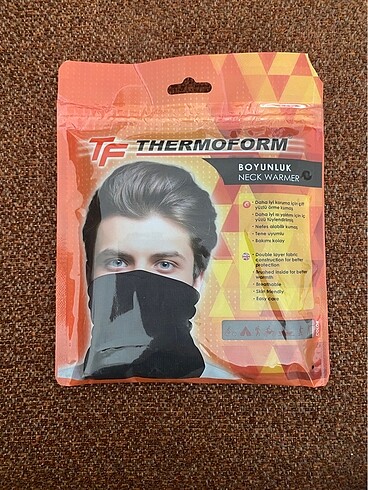 TF THERMOFORM
BOYUNLUK
NECK WARMER
- Daha iyi koruma için çift
yüzlü örme kumaş
- Daha iyi ısı yalıtımı için iç
yüzü tüylendirilmiş
- Nefes alabilir kumaş
- Tene uyumlu
- Bakımı kolay
- Double layer fabric
construction for better
protection
- Brushed inside for better
warmth
- Breathable
- Skin friendly
- Easy care